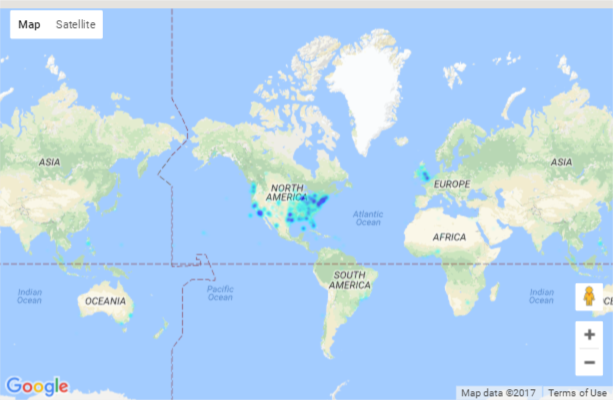 Map Satellite
ASIA
NORTH
AMERICA
EUROPE
ASIA
Atlantic
Ocean
AFRICA
SOUTH
AMERICA
Indian
Ocean
OCEANIA
Pacific
Ocean
Indian
Ocean
OCE
+
−
Google
Map data ©2017 Terms of Use